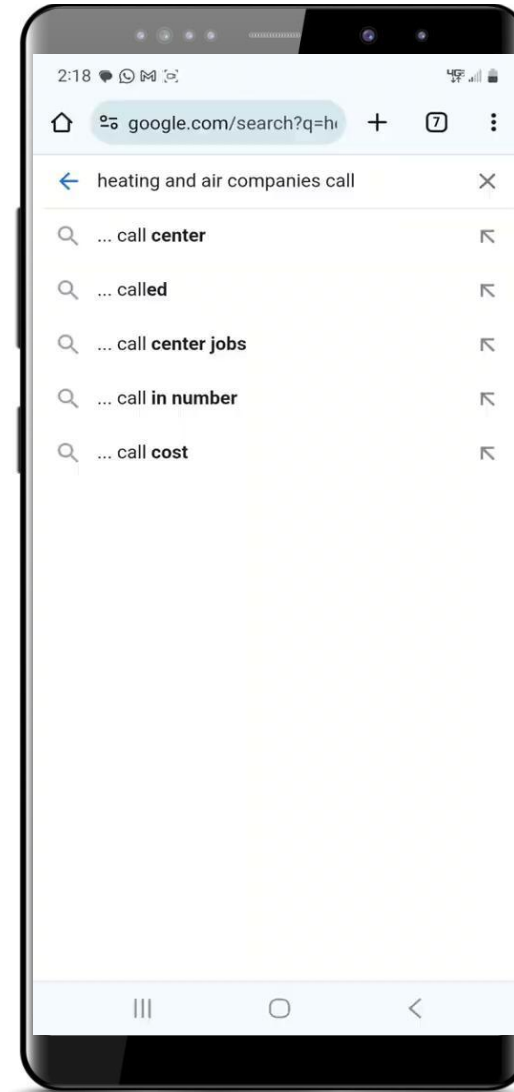 2:18
google.com/search?q=h
7
heating and air companies call
... call center
... called
... call center jobs
... call in number
... call cost